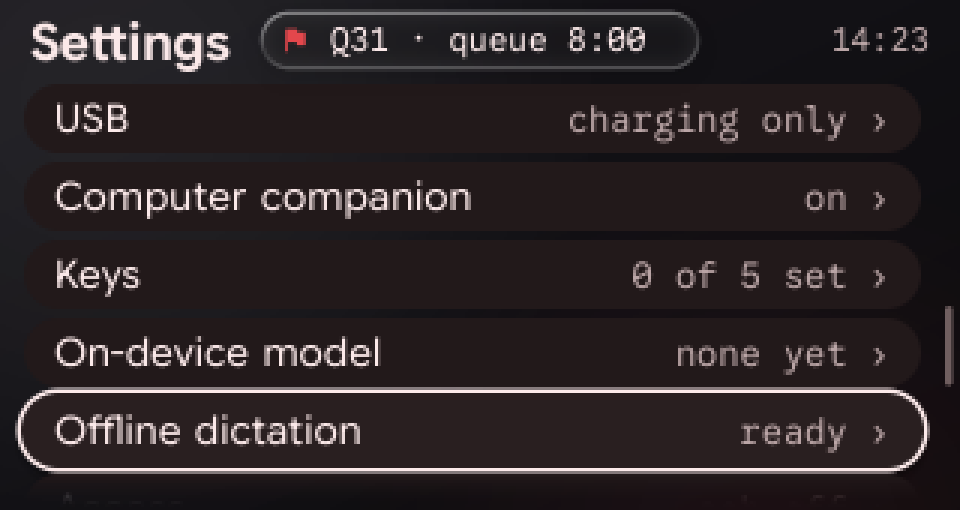 Settings
Q31 · queue 8:00
14:23
USB charging only ›
Computer companion on ›
Keys 0 of 5 set ›
On-device model none yet ›
Offline dictation ready ›